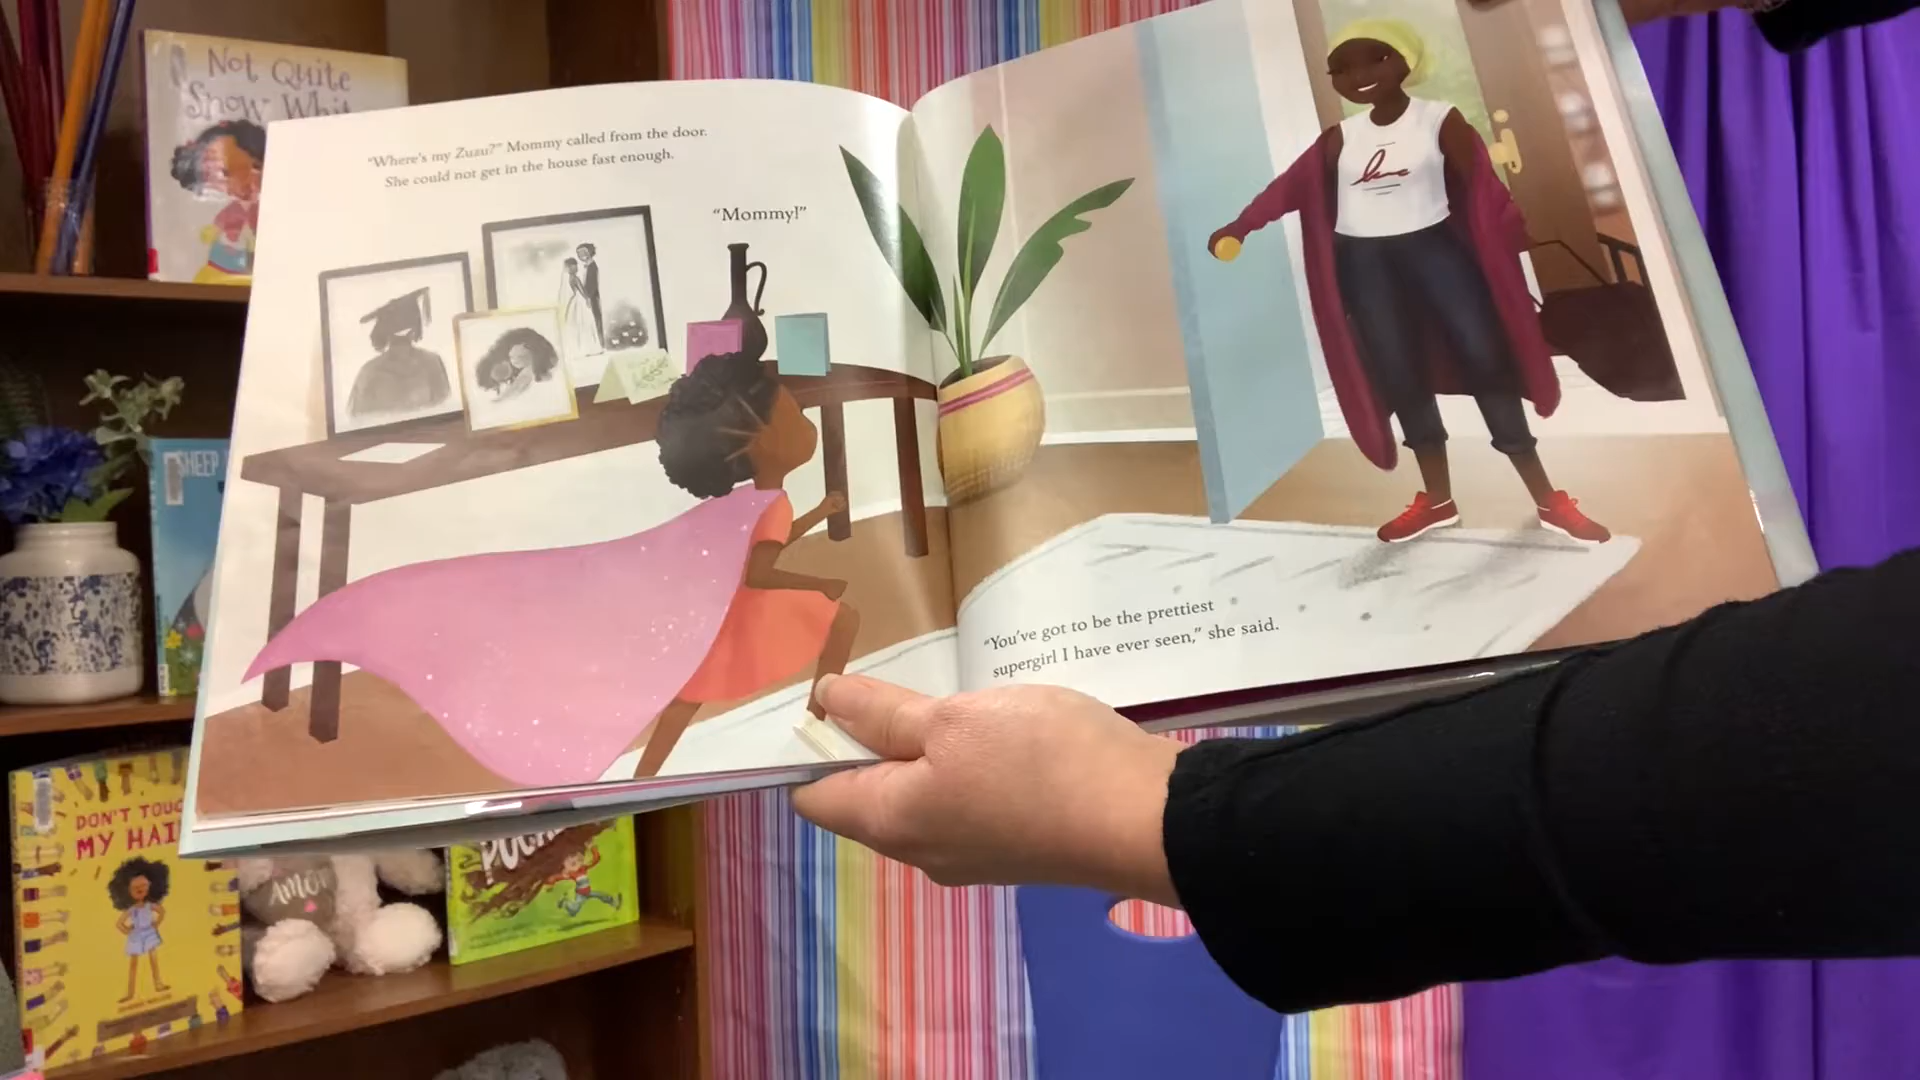 Not Quite
Snow Whit
"Where's my Zuzu?" Mommy called from the door.
She could not get in the house fast enough.
"Mommy!"
"You've got to be the prettiest
supergirl I have ever seen," she said.
SHEEP
DON'T TOUC
MY HAI
AMOR